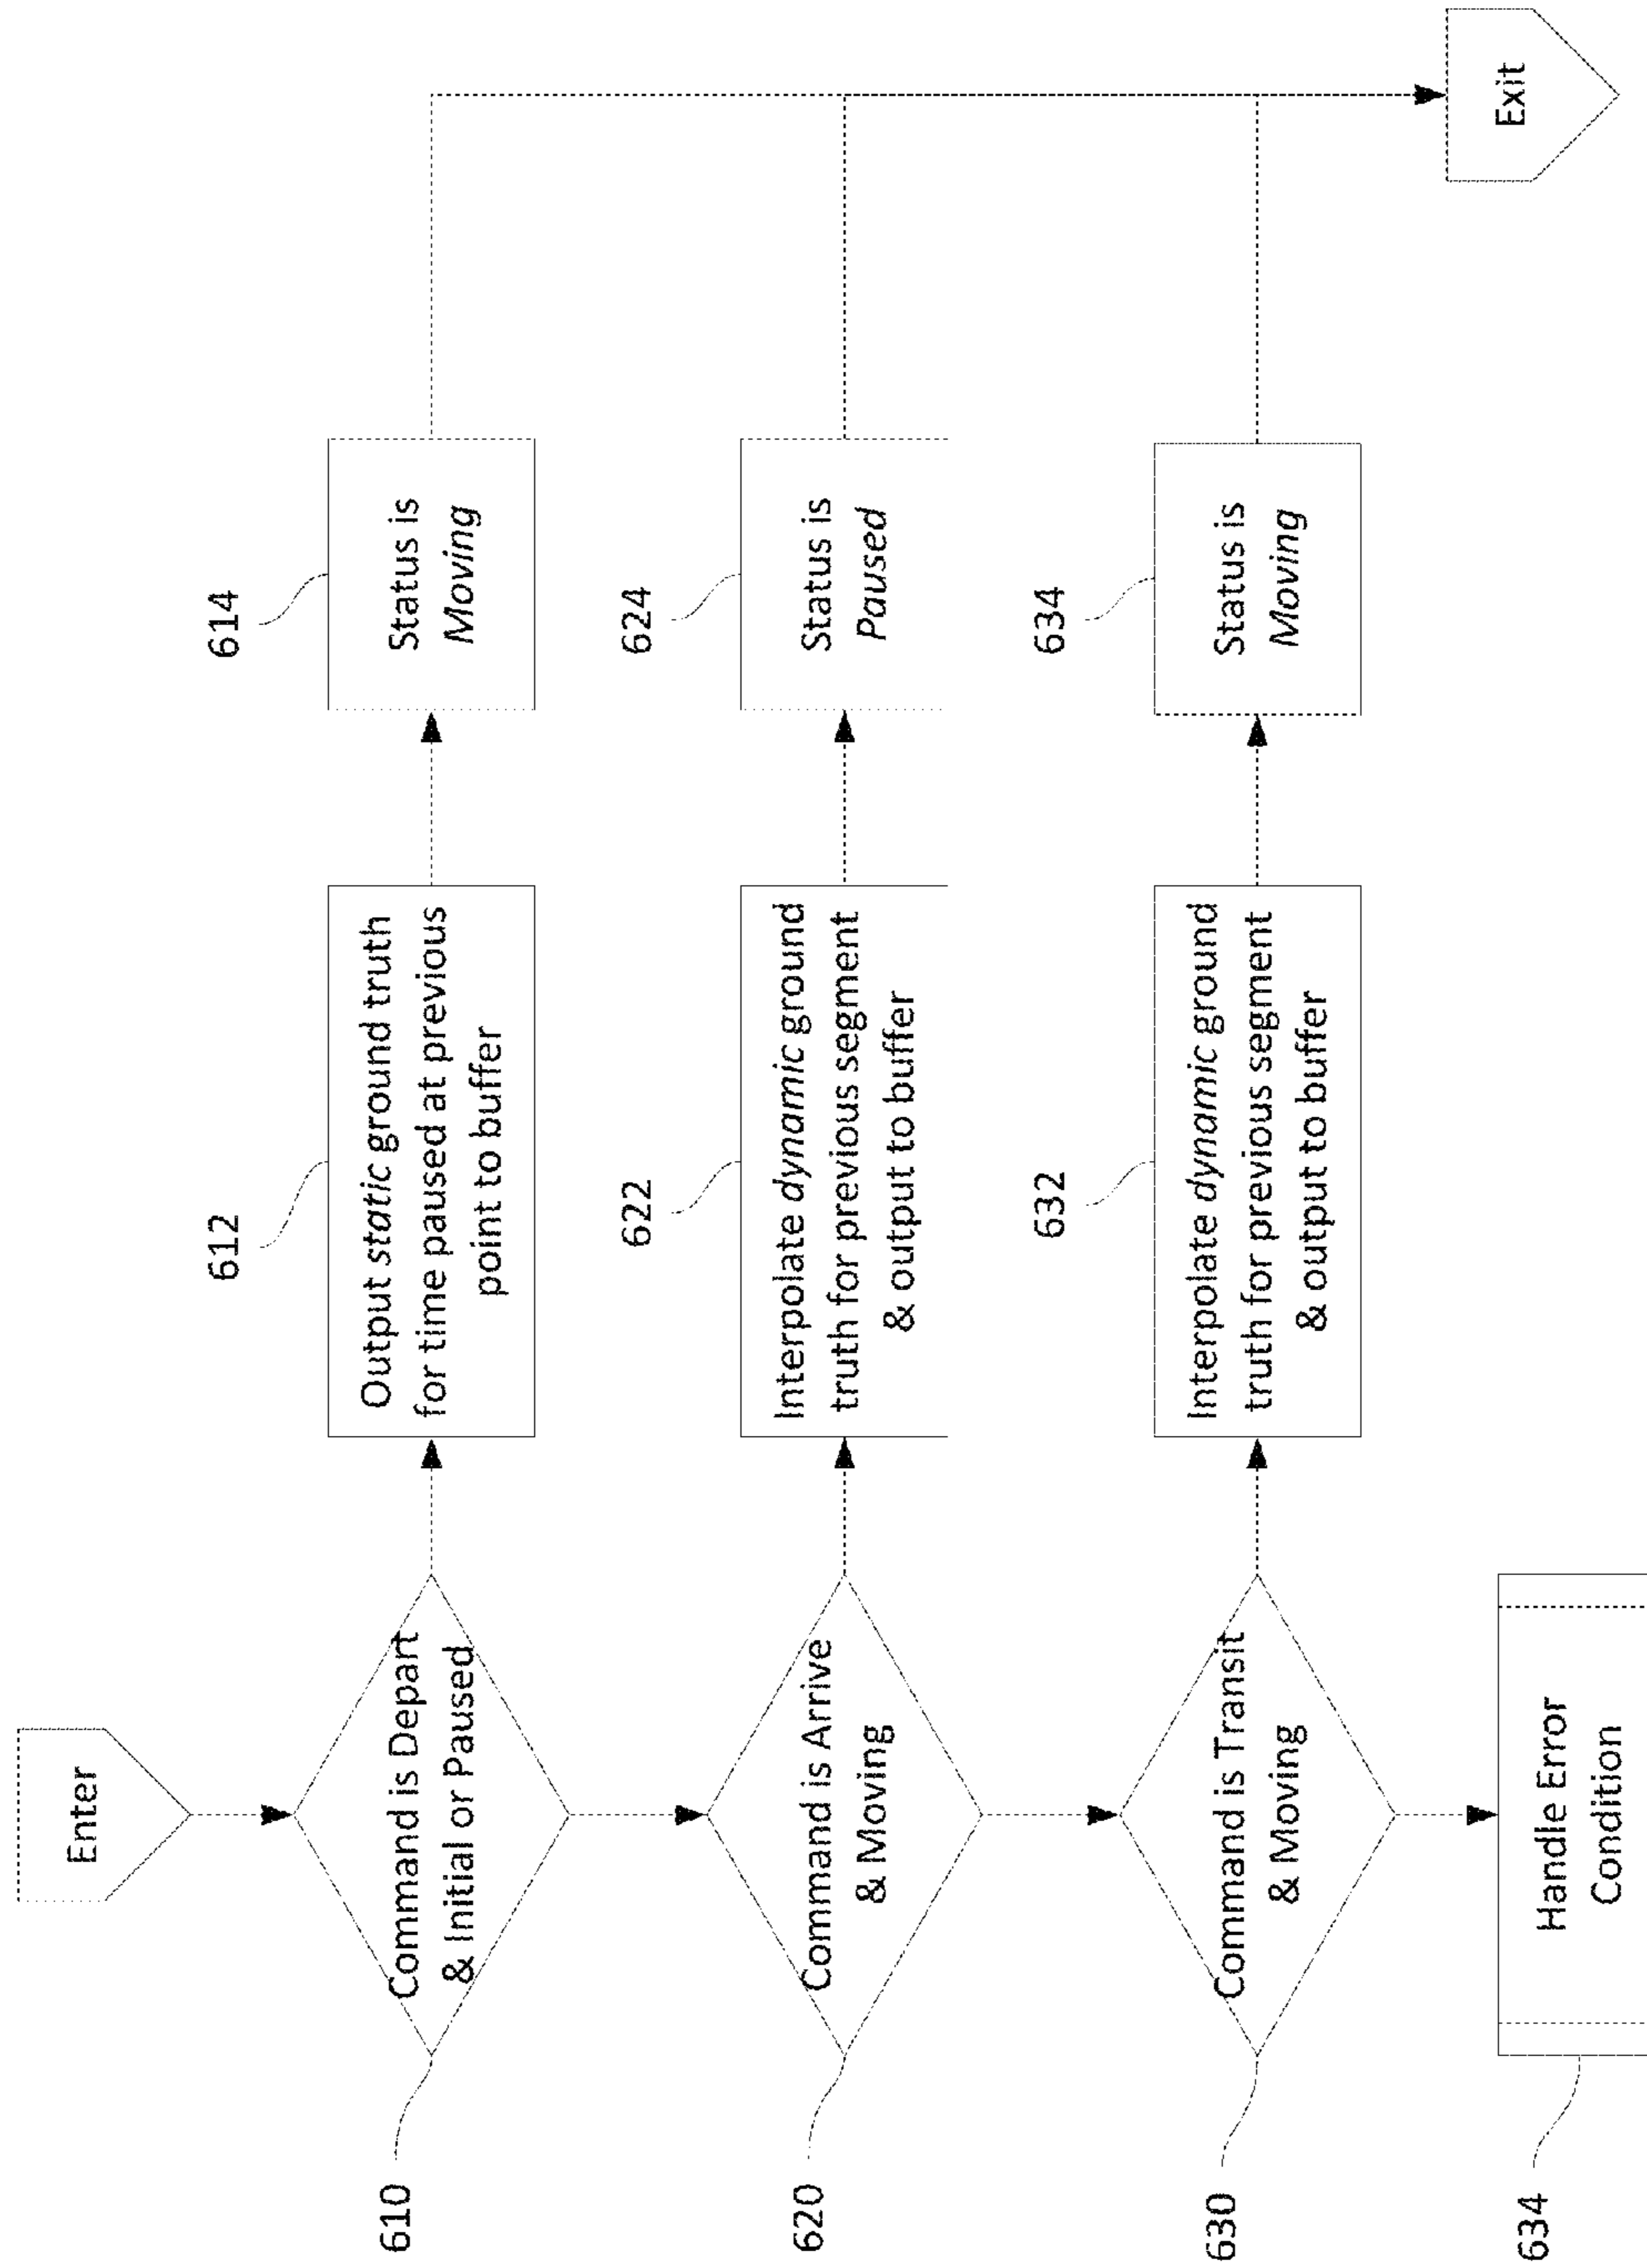 Enter
610
Command is Depart
& Initial or Paused
612
Output static ground truth
for time paused at previous
point to buffer
614
Status is
Moving
620
Command is Arrive
& Moving
622
Interpolate dynamic ground
truth for previous segment
& output to buffer
624
Status is
Paused
630
Command is Transit
& Moving
632
Interpolate dynamic ground
truth for previous segment
& output to buffer
634
Status is
Moving
634
Handle Error
Condition
Exit